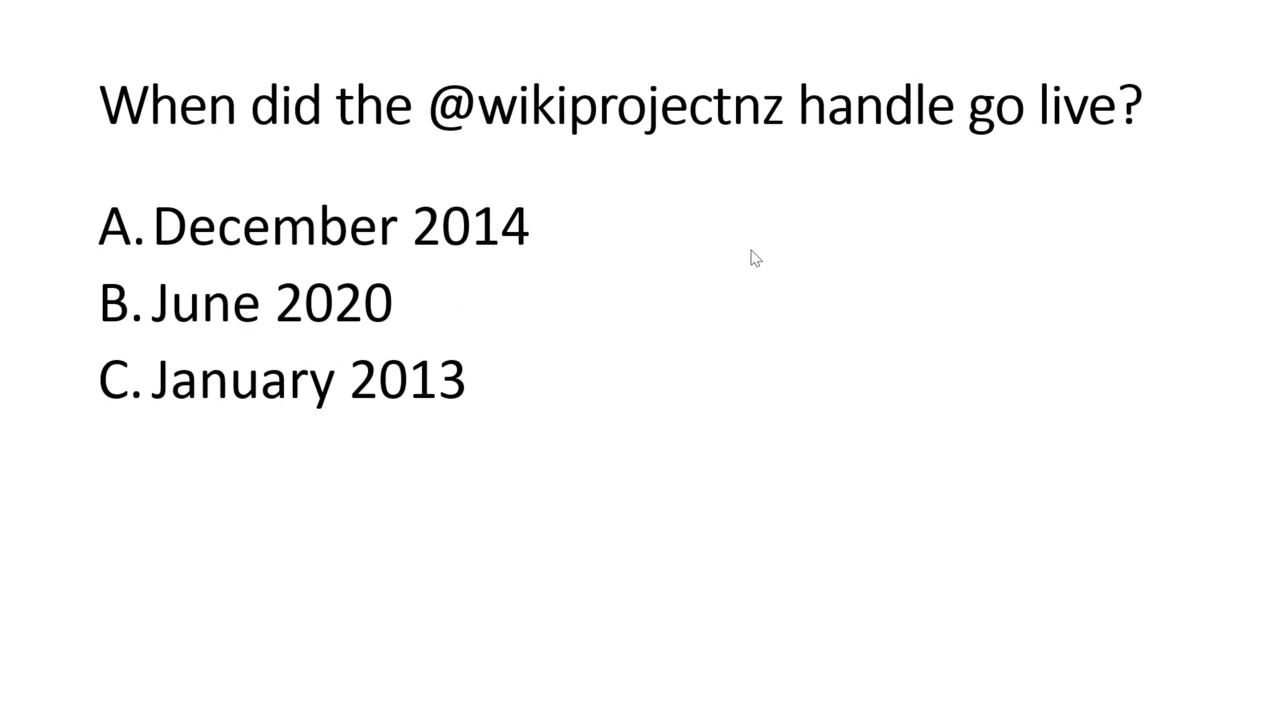 When did the @wikiprojectnz handle go live?
A. December 2014
B. June 2020
C. January 2013